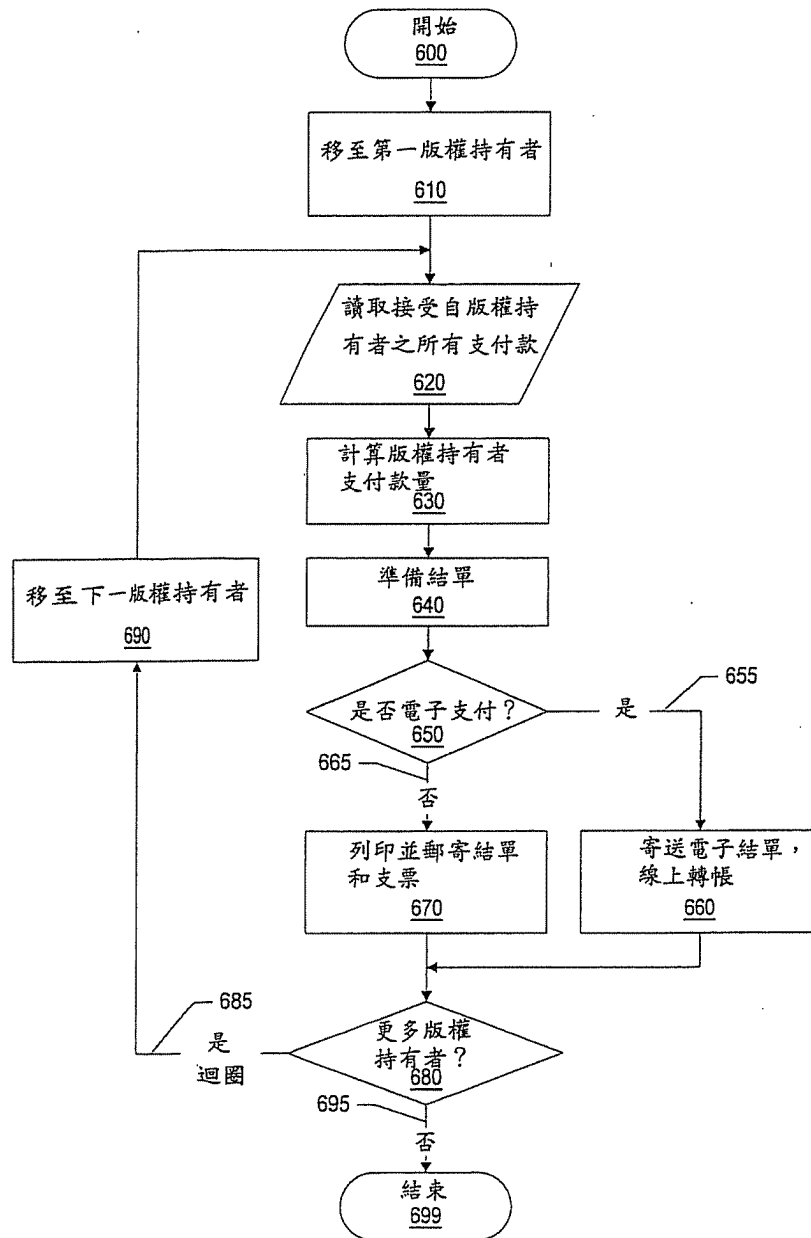 開始
600
移至第一版權持有者
610
讀取接受自版權持
有者之所有支付款
620
計算版權持有者
支付款量
630
準備結單
640
移至下一版權持有者
690
655
是否電子支付？
是
650
665
否
列印並郵寄結單
和支票
670
寄送電子結單，
線上轉帳
660
685
是
迴圈
更多版權
持有者？
680
695
否
結束
699